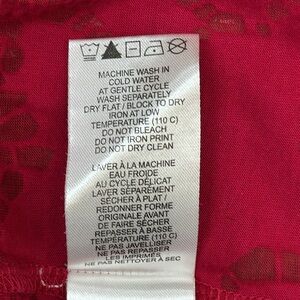 MACHINE WASH IN
COLD WATER
AT GENTLE CYCLE
WASH SEPARATELY
DRY FLAT / BLOCK TO DRY
IRON AT LOW
TEMPERATURE (110 C)
DO NOT BLEACH
DO NOT IRON PRINT
DO NOT DRY CLEAN
LAVER À LA MACHINE
EAU FROIDE
AU CYCLE DÉLICAT
LAVER SÉPARÉMENT
SÉCHER À PLAT /
REDONNER FORME
ORIGINALE AVANT
DE FAIRE SÉCHER
REPASSER À BASSE
TEMPÉRATURE (110 C)
NE PAS JAVELLISER
NE PAS REPASSER
LES IMPRIMÉS
NE PAS NETTOYER À SEC